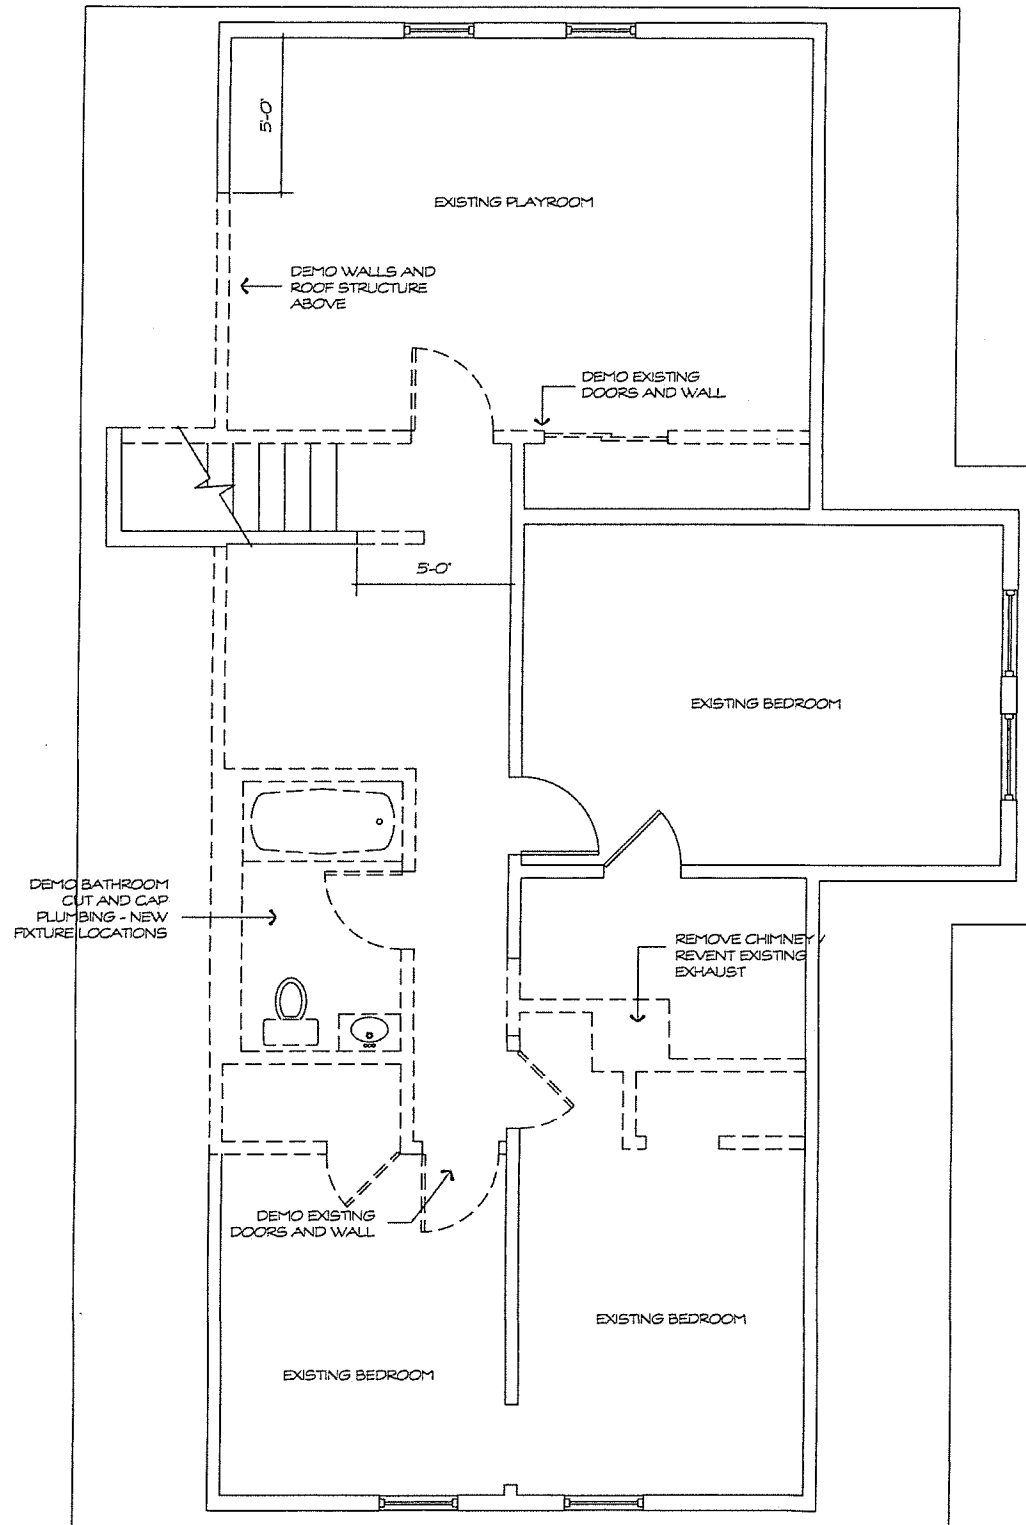 5'-0"
EXISTING PLAYROOM
DEMO WALLS AND
ROOF STRUCTURE
ABOVE
DEMO EXISTING
DOORS AND WALL
5'-0"
EXISTING BEDROOM
DEMO BATHROOM
CUT AND CAP
PLUMBING - NEW
FIXTURE LOCATIONS
REMOVE CHIMNEY /
REVENT EXISTING
EXHAUST
DEMO EXISTING
DOORS AND WALL
EXISTING BEDROOM
EXISTING BEDROOM